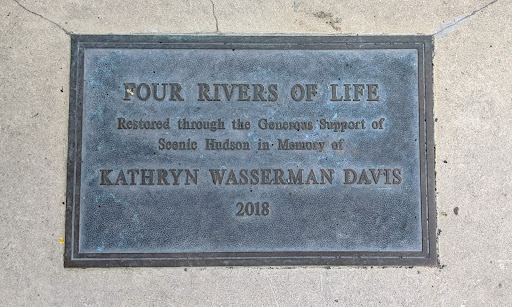 FOUR RIVERS OF LIFE
Restored through the Generous Support of
Scenic Hudson in Memory of
KATHRYN WASSERMAN DAVIS
2018